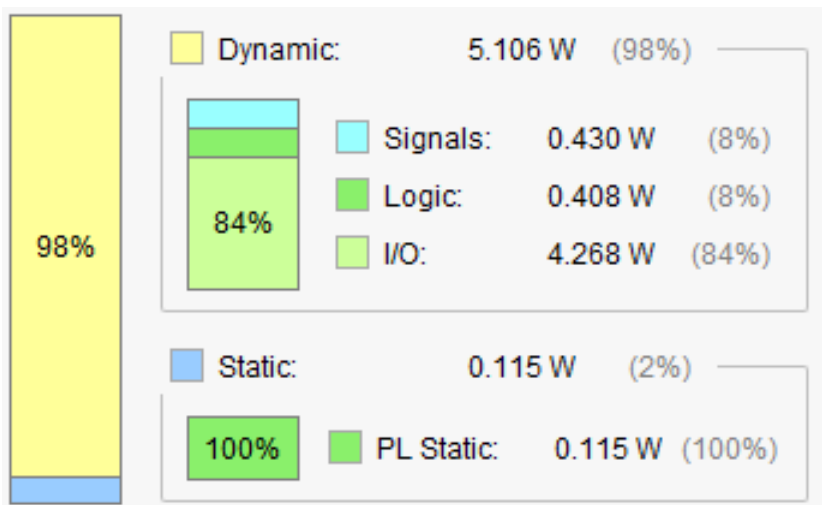 Dynamic: 5.106 W (98%)
Signals: 0.430 W (8%)
Logic: 0.408 W (8%)
84%
98%
I/O: 4.268 W (84%)
Static: 0.115 W (2%)
100%
PL Static: 0.115 W (100%)